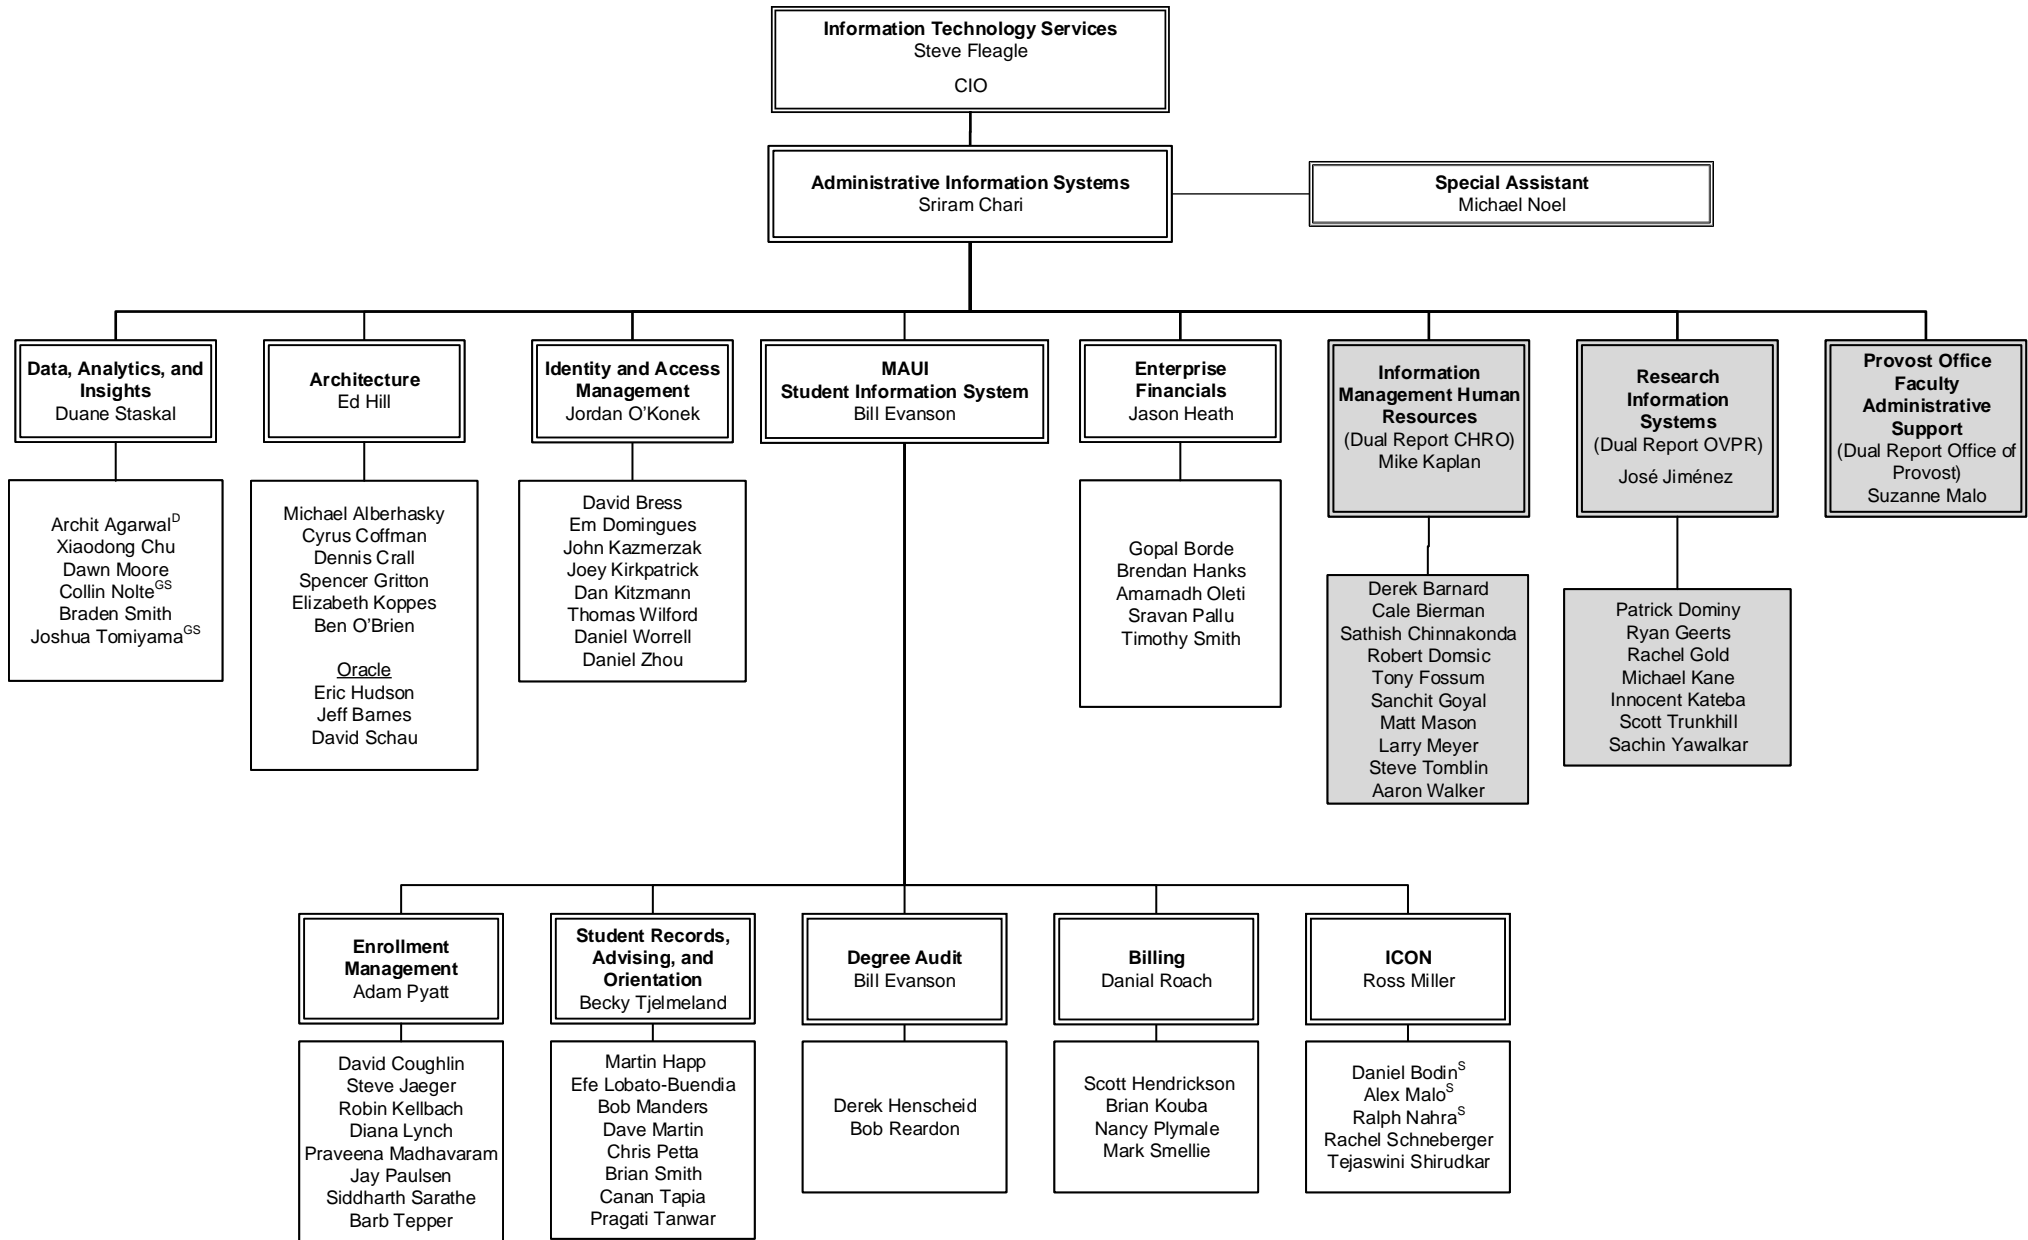 Information Technology Services
Steve Fleagle
CIO
Administrative Information Systems
Sriram Chari
Special Assistant
Michael Noel
Data, Analytics, and
Insights
Duane Staskal
Architecture
Ed Hill
Identity and Access
Management
Jordan O’Konek
MAUI
Student Information System
Bill Evanson
Enterprise
Financials
Jason Heath
Information
Management Human
Resources
(Dual Report CHRO)
Mike Kaplan
Research
Information
Systems
(Dual Report OVPR)
José Jiménez
Provost Office
Faculty
Administrative
Support
(Dual Report Office of
Provost)
Suzanne Malo
Archit Agarwal^D
Xiaodong Chu
Dawn Moore
Collin Nolte^GS
Braden Smith
Joshua Tomiyama^GS
Michael Alberhasky
Cyrus Coffman
Dennis Crall
Spencer Gritton
Elizabeth Koppes
Ben O’Brien
Oracle
Eric Hudson
Jeff Barnes
David Schau
David Bress
Em Domingues
John Kazmerzak
Joey Kirkpatrick
Dan Kitzmann
Thomas Wilford
Daniel Worrell
Daniel Zhou
Gopal Borde
Brendan Hanks
Amarnadh Oleti
Sravan Pallu
Timothy Smith
Derek Barnard
Cale Bierman
Sathish Chinnakonda
Robert Domsic
Tony Fossum
Sanchit Goyal
Matt Mason
Larry Meyer
Steve Tomblin
Aaron Walker
Patrick Dominy
Ryan Geerts
Rachel Gold
Michael Kane
Innocent Kateba
Scott Trunkhill
Sachin Yawalkar
Enrollment
Management
Adam Pyatt
Student Records,
Advising, and
Orientation
Becky Tjelmeland
Degree Audit
Bill Evanson
Billing
Danial Roach
ICON
Ross Miller
David Coughlin
Steve Jaeger
Robin Kellbach
Diana Lynch
Praveena Madhavaram
Jay Paulsen
Siddharth Sarathe
Barb Tepper
Martin Happ
Efe Lobato-Buendia
Bob Manders
Dave Martin
Chris Petta
Brian Smith
Canan Tapia
Pragati Tanwar
Derek Henscheid
Bob Reardon
Scott Hendrickson
Brian Kouba
Nancy Plymale
Mark Smellie
Daniel Bodin^S
Alex Malo^S
Ralph Nahra^S
Rachel Schneberger
Tejaswini Shirudkar